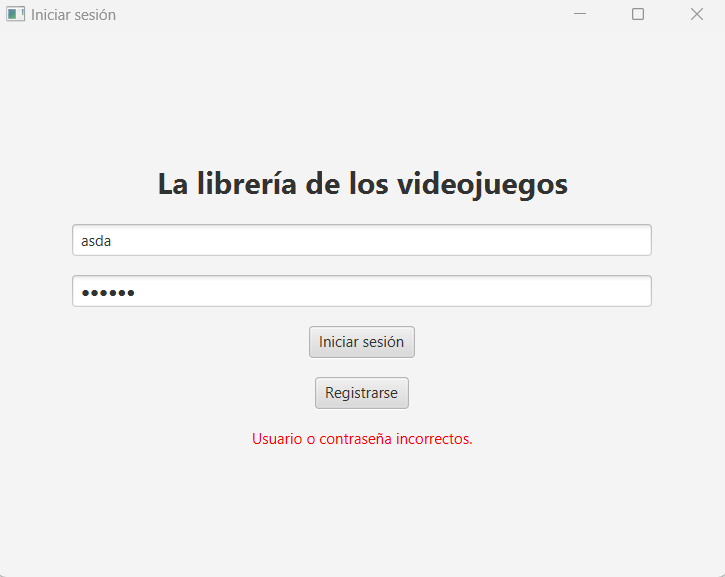 Iniciar sesión
La librería de los videojuegos
asda
●●●●●●
Iniciar sesión
Registrarse
Usuario o contraseña incorrectos.